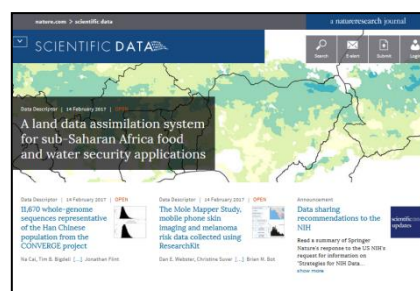 nature.com > scientific data
a natureresearch journal
SCIENTIFIC DATA
Search
E-alert
Submit
Login
Data Descriptor | 14 February 2017 | OPEN
A land data assimilation system
for sub-Saharan Africa food
and water security applications
Data Descriptor | 14 February 2017 | OPEN
11,670 whole-genome
sequences representative
of the Han Chinese
population from the
CONVERGE project
Na Cai, Tim B. Bigdeli [...] Jonathan Flint
Data Descriptor | 14 February 2017 | OPEN
The Mole Mapper Study,
mobile phone skin
imaging and melanoma
risk data collected using
ResearchKit
Dan E. Webster, Christine Suver [...] Brian M. Bot
Announcement
Data sharing
recommendations to the
NIH
Read a summary of Springer
Nature's response to the US NIH's
request for information on
'Strategies for NIH Data...
show more
scientific
updates